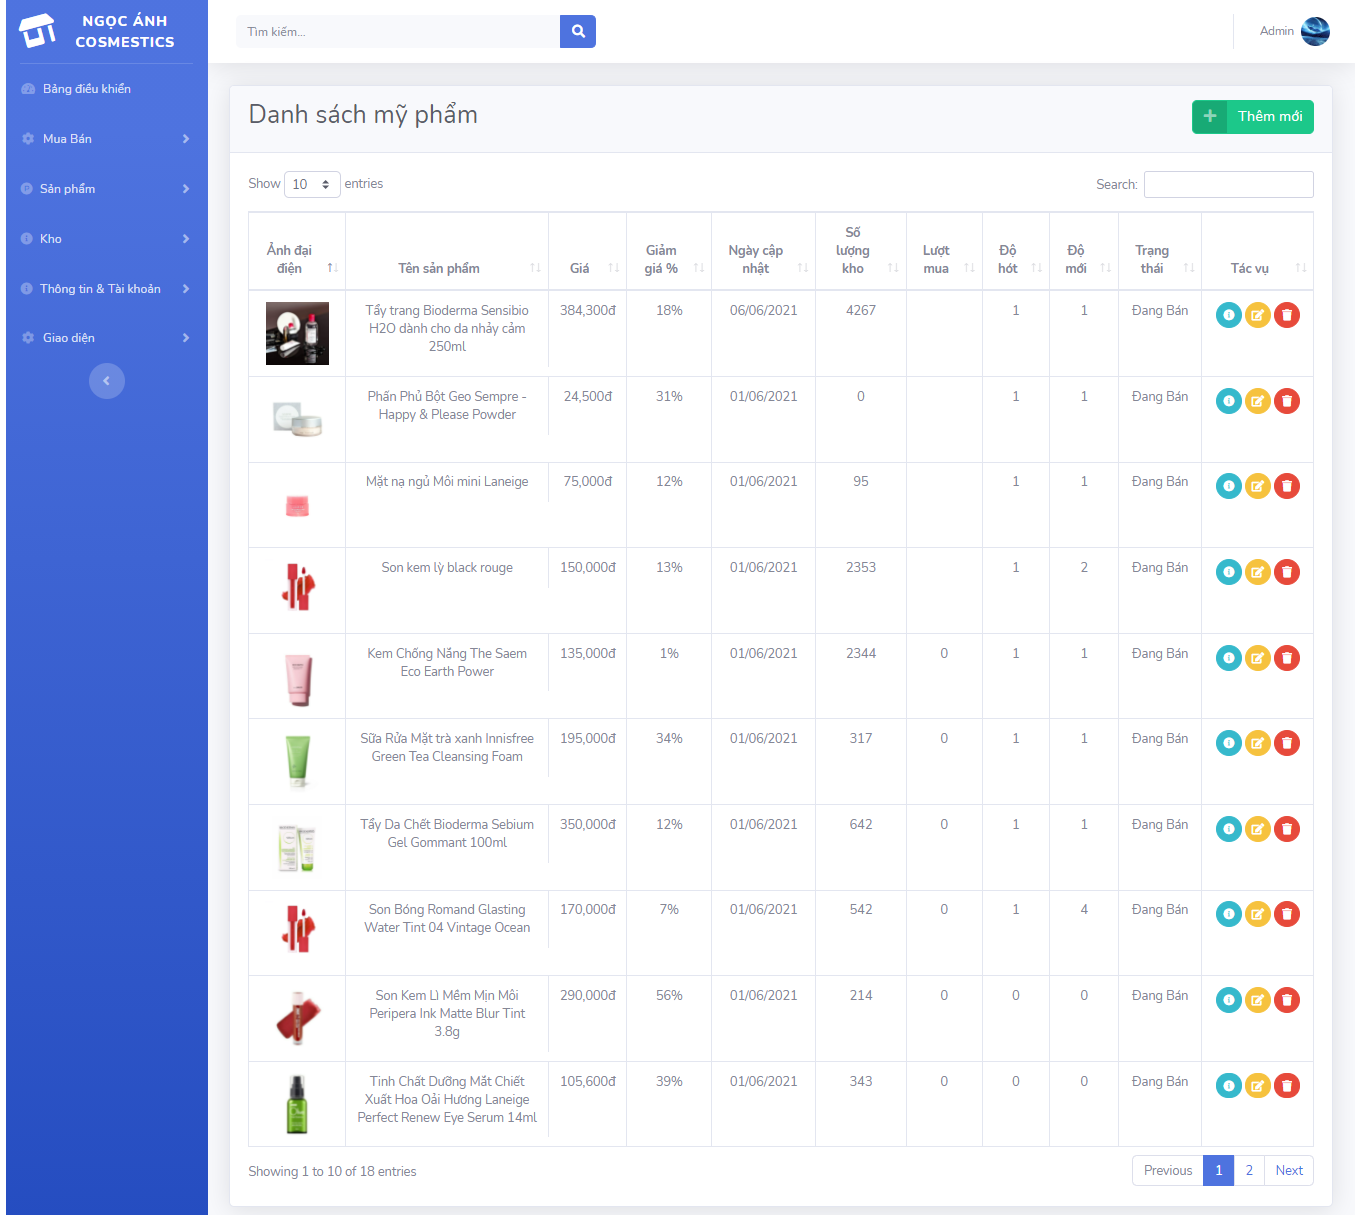 NGỌC ÁNH
COSMESTICS
Tìm kiếm...
Admin
Bảng điều khiển
Mua Bán
Sản phẩm
Kho
Thông tin & Tài khoản
Giao diện
Danh sách mỹ phẩm
Thêm mới
Show 10 entries
Search:
Ảnh đại
điện
Tên sản phẩm
Giá
Giảm
giá %
Ngày cập
nhật
Số
lượng
kho
Lượt
mua
Độ
hót
Độ
mới
Trạng
thái
Tác vụ
Tẩy trang Bioderma Sensibio
H2O dành cho da nhảy cảm
250ml
384,300đ 18% 06/06/2021 4267 1 1 Đang Bán
Phấn Phủ Bột Geo Sempre -
Happy & Please Powder
24,500đ 31% 01/06/2021 0 1 1 Đang Bán
Mặt nạ ngủ Môi mini Laneige 75,000đ 12% 01/06/2021 95 1 1 Đang Bán
Son kem lỳ black rouge 150,000đ 13% 01/06/2021 2353 1 2 Đang Bán
Kem Chống Nắng The Saem
Eco Earth Power
135,000đ 1% 01/06/2021 2344 0 1 1 Đang Bán
Sữa Rửa Mặt trà xanh Innisfree
Green Tea Cleansing Foam
195,000đ 34% 01/06/2021 317 0 1 1 Đang Bán
Tẩy Da Chết Bioderma Sebium
Gel Gommant 100ml
350,000đ 12% 01/06/2021 642 0 1 1 Đang Bán
Son Bóng Romand Glasting
Water Tint 04 Vintage Ocean
170,000đ 7% 01/06/2021 542 0 1 4 Đang Bán
Son Kem Lì Mềm Mịn Môi
Peripera Ink Matte Blur Tint
3.8g
290,000đ 56% 01/06/2021 214 0 0 0 Đang Bán
Tinh Chất Dưỡng Mắt Chiết
Xuất Hoa Oải Hương Laneige
Perfect Renew Eye Serum 14ml
105,600đ 39% 01/06/2021 343 0 0 0 Đang Bán
Showing 1 to 10 of 18 entries
Previous 1 2 Next